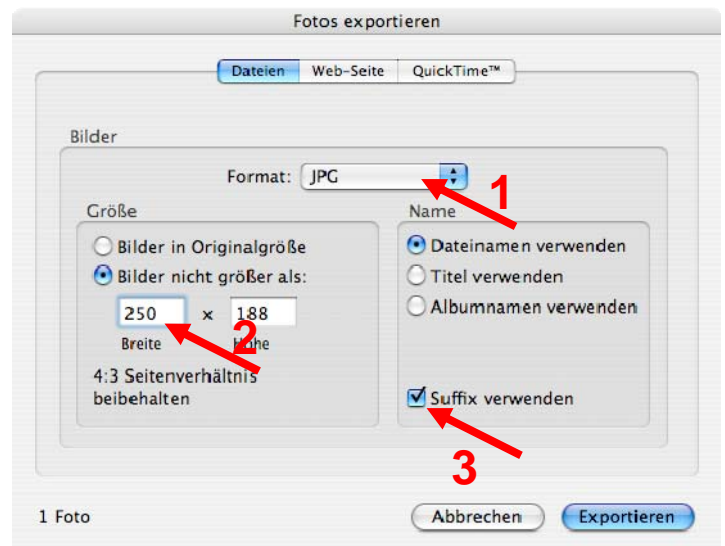 Fotos exportieren
Dateien Web-Seite QuickTime™
Bilder
Format: JPG
1
Größe
Bilder in Originalgröße
Bilder nicht größer als:
250 x 188
Breite Höhe
2
4:3 Seitenverhältnis
beibehalten
Name
Dateinamen verwenden
Titel verwenden
Albumnamen verwenden
Suffix verwenden
3
1 Foto
Abbrechen Exportieren